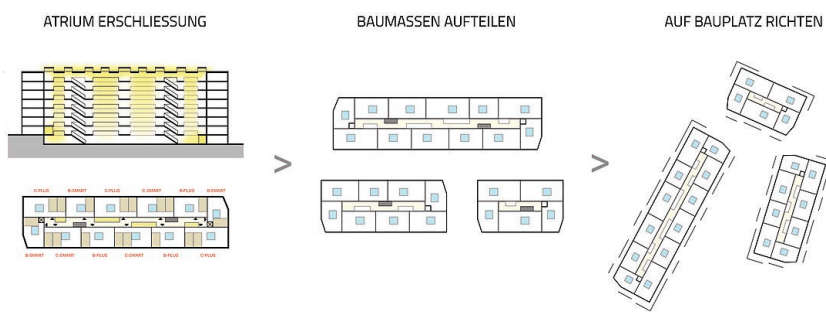 ATRIUM ERSCHLIESSUNG
BAUMASSEN AUFTEILEN
AUF BAUPLATZ RICHTEN
>
>
C-PLUS B-SMART C-PLUS C-SMART B-PLUS B-SMART
B-SMART C-SMART B-PLUS C-SMART B-PLUS C-PLUS